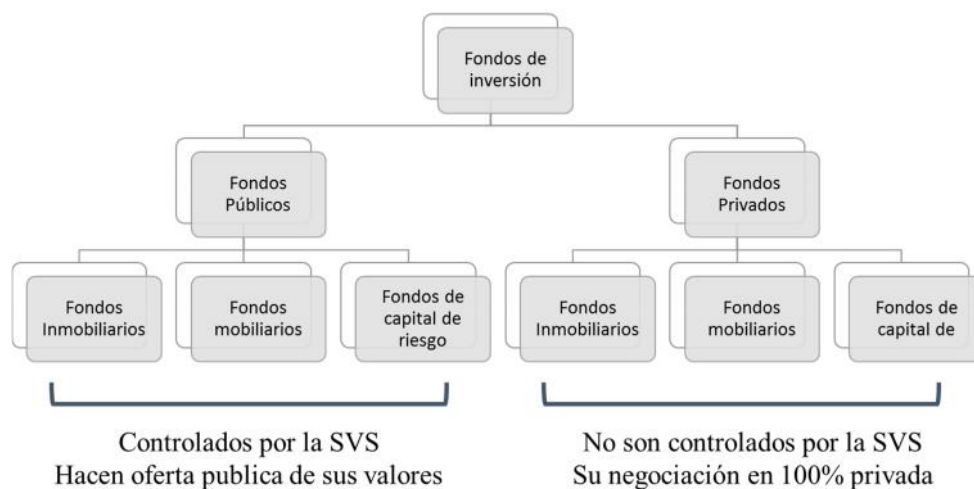 Fondos de
inversión
Fondos
Públicos
Fondos
Privados
Fondos
Inmobiliarios
Fondos
mobiliarios
Fondos de
capital de
riesgo
Fondos
Inmobiliarios
Fondos
mobiliarios
Fondos de
capital de
Controlados por la SVS
Hacen oferta publica de sus valores
No son controlados por la SVS
Su negociación en 100% privada